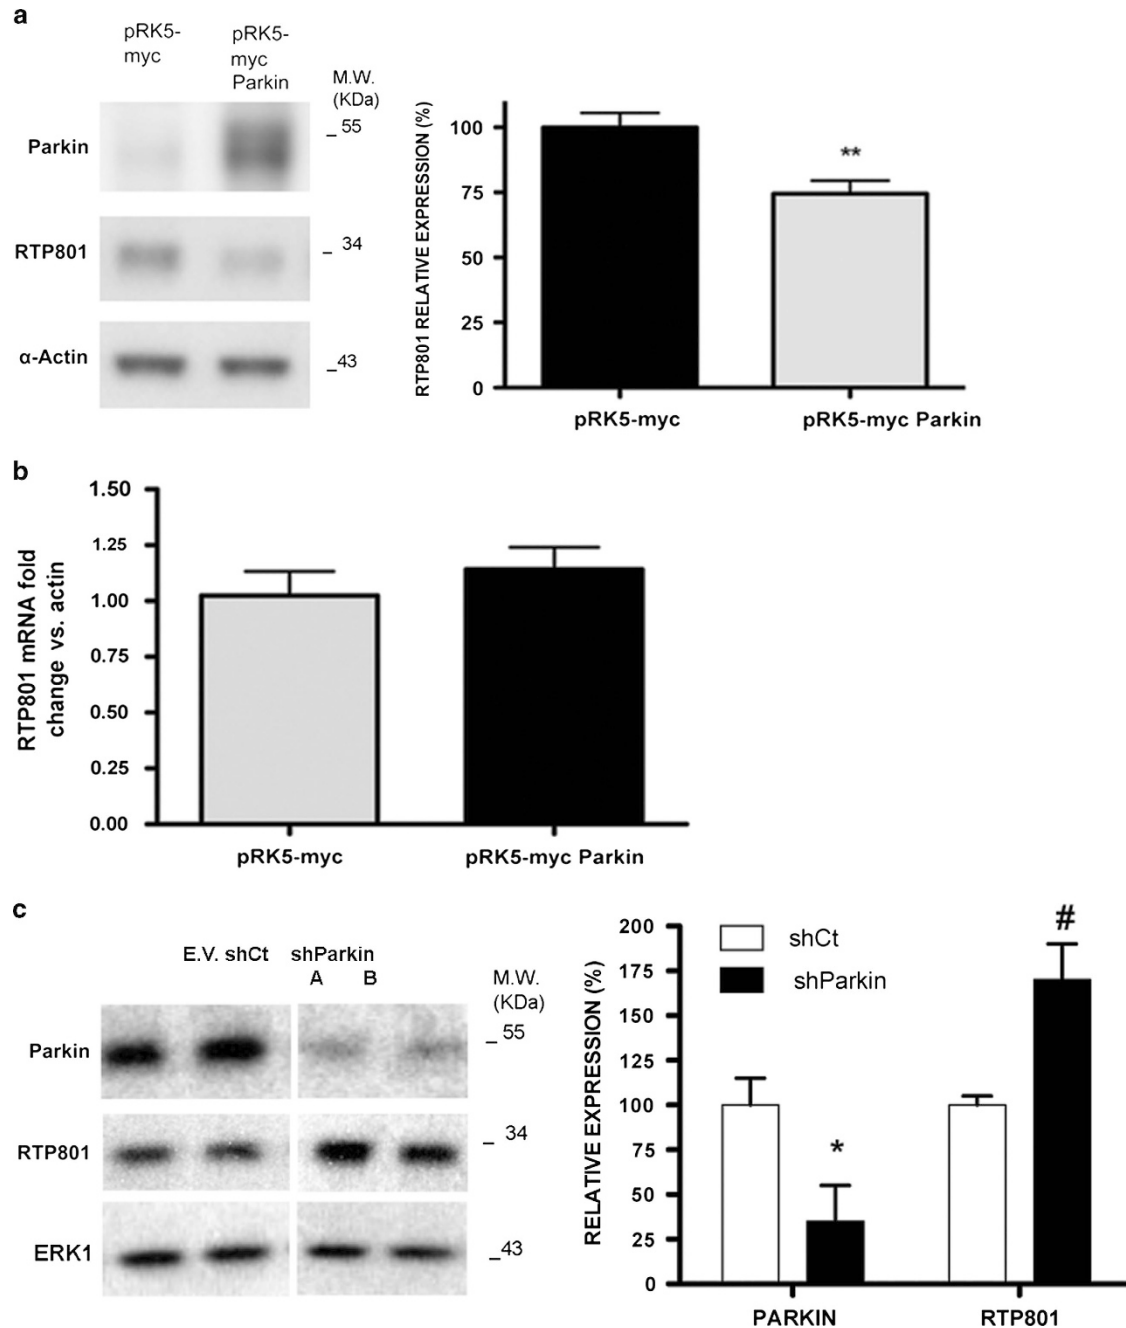 a
pRK5-
myc
pRK5-
myc
Parkin
M.W.
(KDa)
Parkin
55
RTP801
34
α-Actin
43
RTP801 RELATIVE EXPRESSION (%)
100
75
50
25
0
**
pRK5-myc
pRK5-myc Parkin
b
RTP801 mRNA fold
change vs. actin
1.50
1.25
1.00
0.75
0.50
0.25
0.00
pRK5-myc
pRK5-myc Parkin
c
E.V. shCt shParkin
A B
M.W.
(KDa)
Parkin
55
RTP801
34
ERK1
43
RELATIVE EXPRESSION (%)
200
175
150
125
100
75
50
25
0
shCt
shParkin
*
#
PARKIN
RTP801